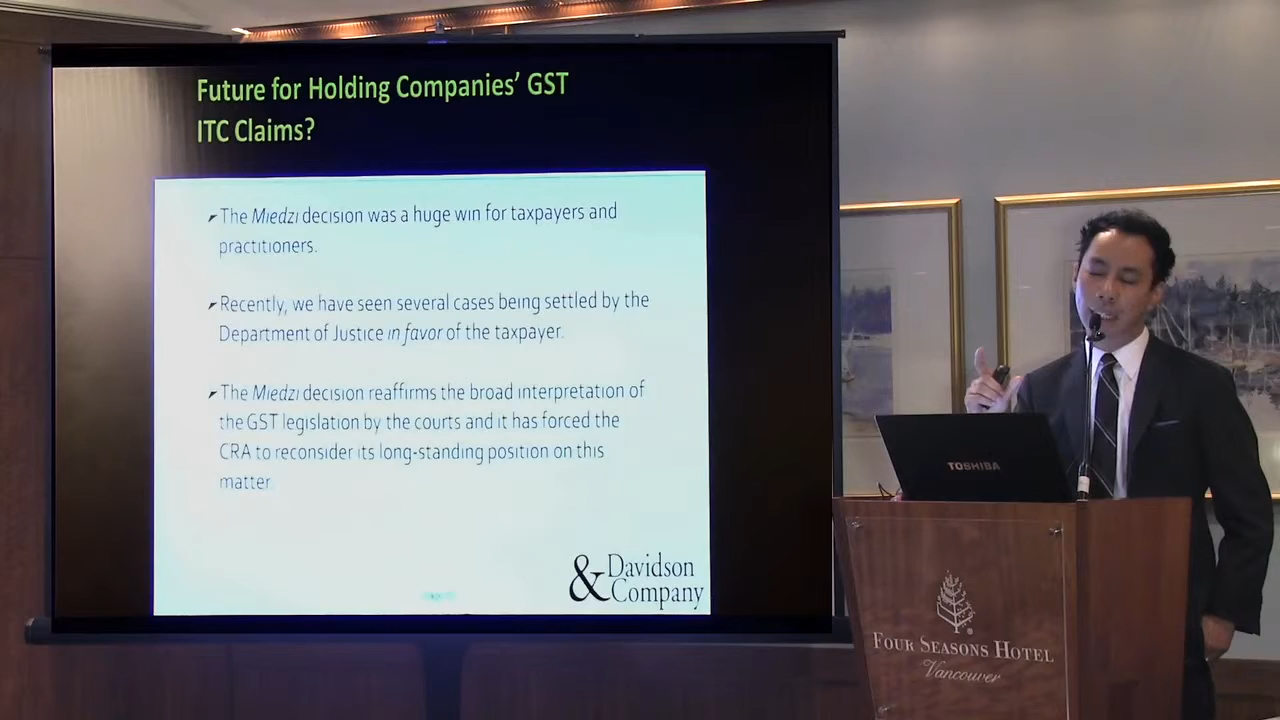 Future for Holding Companies' GST
ITC Claims?
The Miedzi decision was a huge win for taxpayers and
practitioners.
Recently, we have seen several cases being settled by the
Department of Justice in favor of the taxpayer.
The Miedzi decision reaffirms the broad interpretation of
the GST legislation by the courts and it has forced the
CRA to reconsider its long-standing position on this
matter.
& Davidson
Company
TOSHIBA
FOUR SEASONS HOTEL
Vancouver